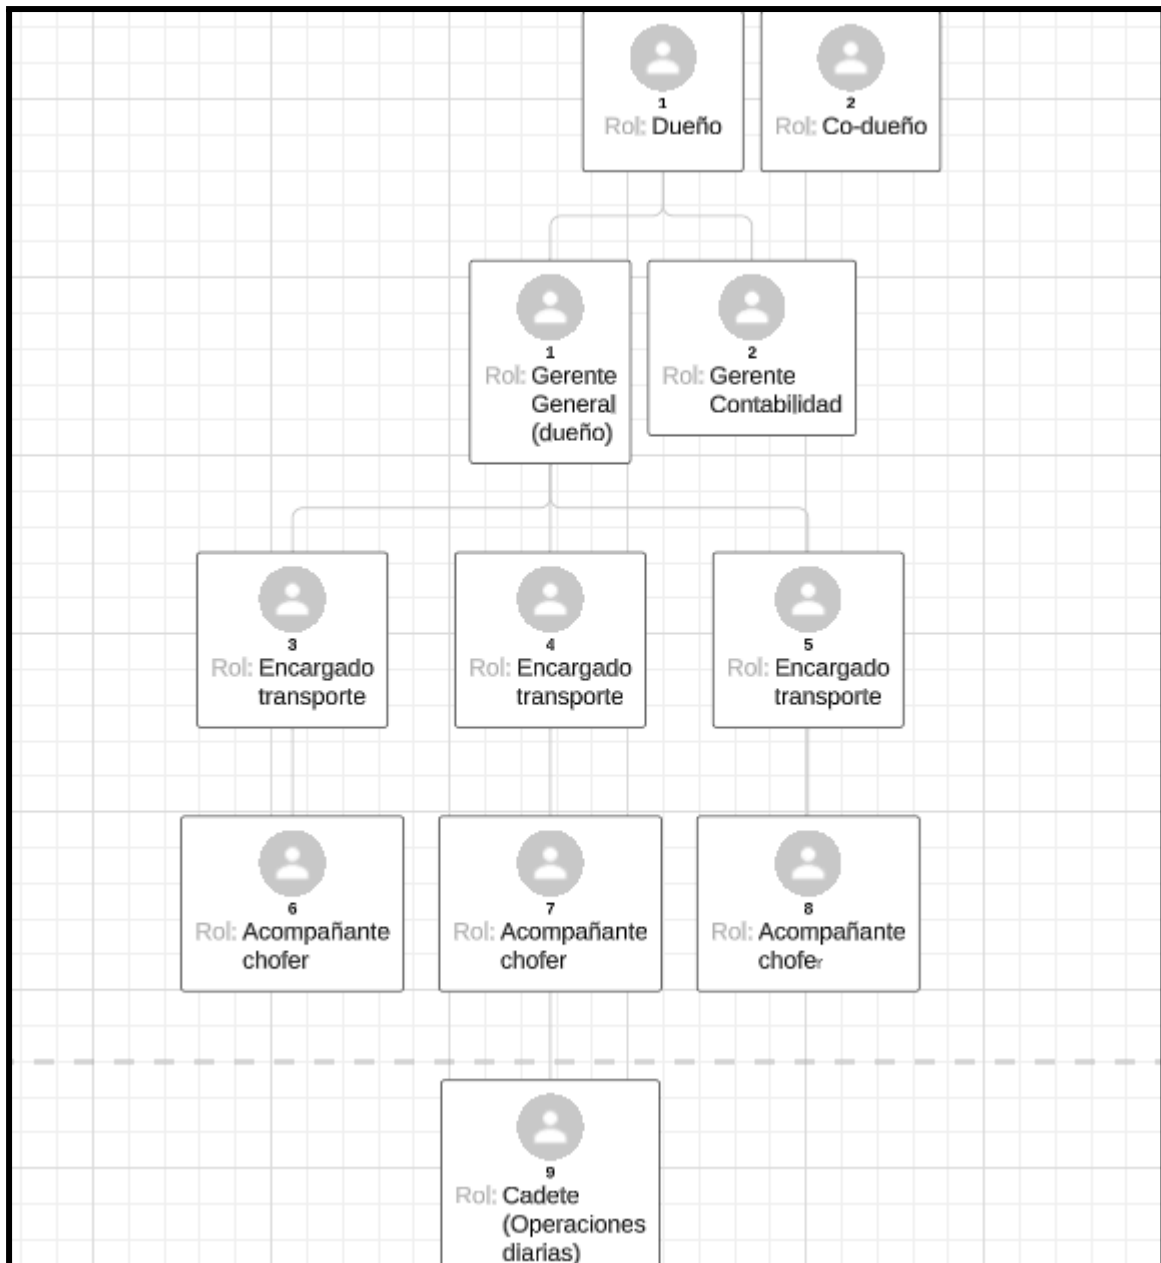 1
Rol: Dueño
2
Rol: Co-dueño
1
Rol: Gerente
General
(dueño)
2
Rol: Gerente
Contabilidad
3
Rol: Encargado
transporte
4
Rol: Encargado
transporte
5
Rol: Encargado
transporte
6
Rol: Acompañante
chofer
7
Rol: Acompañante
chofer
8
Rol: Acompañante
chofer
9
Rol: Cadete
(Operaciones
diarias)